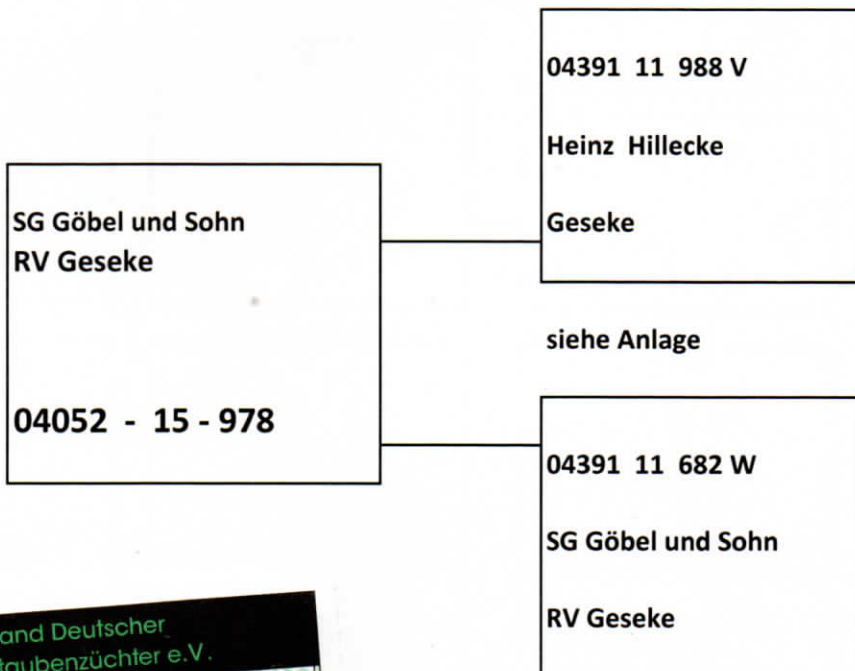 SG Göbel und Sohn
RV Geseke
04052 - 15 - 978
04391 11 988 V
Heinz Hillecke
Geseke
siehe Anlage
04391 11 682 W
SG Göbel und Sohn
RV Geseke
Deutscher
e.V.